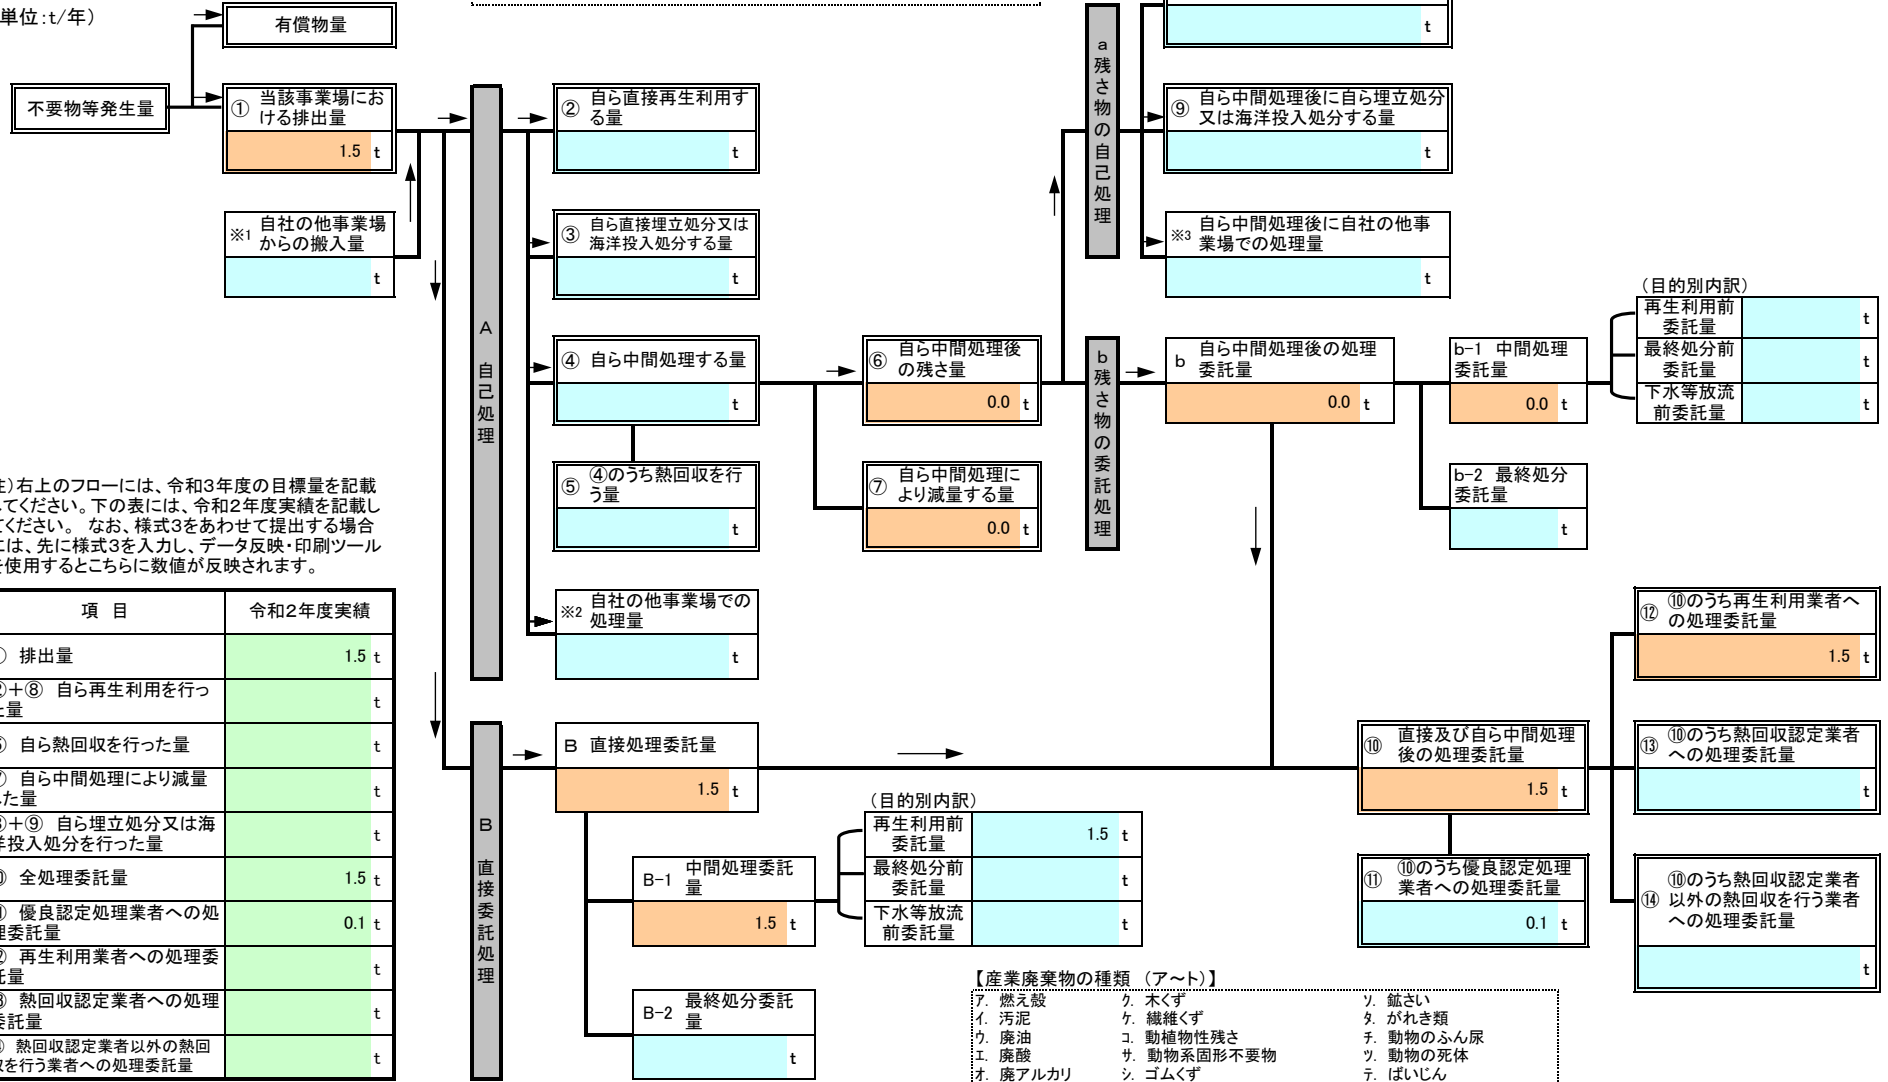 単位:t/年)
有償物量
t
不要物等発生量
① 当該事業場にお
ける排出量
1.5 t
※1 自社の他事業場
からの搬入量
t
A 自己処理
② 自ら直接再生利用す
る量
t
③ 自ら直接埋立処分又は
海洋投入処分する量
t
④ 自ら中間処理する量
t
⑤ ④のうち熱回収を行
う量
t
※2 自社の他事業場での
処理量
t
⑥ 自ら中間処理後
の残さ量
0.0 t
⑦ 自ら中間処理に
より減量する量
0.0 t
a残さ物の自己処理
⑨ 自ら中間処理後に自ら埋立処分
又は海洋投入処分する量
t
※3 自ら中間処理後に自社の他事
業場での処理量
t
b残さ物の委託処理
b 自ら中間処理後の処理
委託量
0.0 t
b-1 中間処理
委託量
0.0 t
b-2 最終処分
委託量
t
(目的別内訳)
再生利用前
委託量
t
最終処分前
委託量
t
下水等放流
前委託量
t
注)右上のフローには、令和3年度の目標量を記載
してください。下の表には、令和2年度実績を記載し
てください。 なお、様式3をあわせて提出する場合
には、先に様式3を入力し、データ反映・印刷ツール
を使用するとこちらに数値が反映されます。
項 目 令和2年度実績
排出量 1.5 t
+⑧ 自ら再生利用を行っ
た量 t
自ら熱回収を行った量 t
自ら中間処理により減量
した量 t
+⑨ 自ら埋立処分又は海
洋投入処分を行った量 t
全処理委託量 1.5 t
優良認定処理業者への処
理委託量 0.1 t
再生利用業者への処理委
託量 t
熱回収認定業者への処理
委託量 t
熱回収認定業者以外の熱回
収を行う業者への処理委託量 t
B 直接委託処理
B 直接処理委託量
1.5 t
B-1 中間処理委託
量
1.5 t
B-2 最終処分委託
量
t
(目的別内訳)
再生利用前
委託量
1.5 t
最終処分前
委託量
t
下水等放流
前委託量
t
⑩ 直接及び自ら中間処理
後の処理委託量
1.5 t
⑪ ⑩のうち優良認定処理
業者への処理委託量
0.1 t
⑫ ⑩のうち再生利用業者へ
の処理委託量
1.5 t
⑬ ⑩のうち熱回収認定業者
への処理委託量
t
⑭ ⑩のうち熱回収認定業者
以外の熱回収を行う業者
への処理委託量
t
【産業廃棄物の種類 (ア~ト)】
ア. 燃え殻 ク. 木くず ソ. 鉱さい
イ. 汚泥 ケ. 繊維くず タ. がれき類
ウ. 廃油 コ. 動植物性残さ チ. 動物のふん尿
エ. 廃酸 サ. 動物系固形不要物 ツ. 動物の死体
オ. 廃アルカリ シ. ゴムくず テ. ばいじん